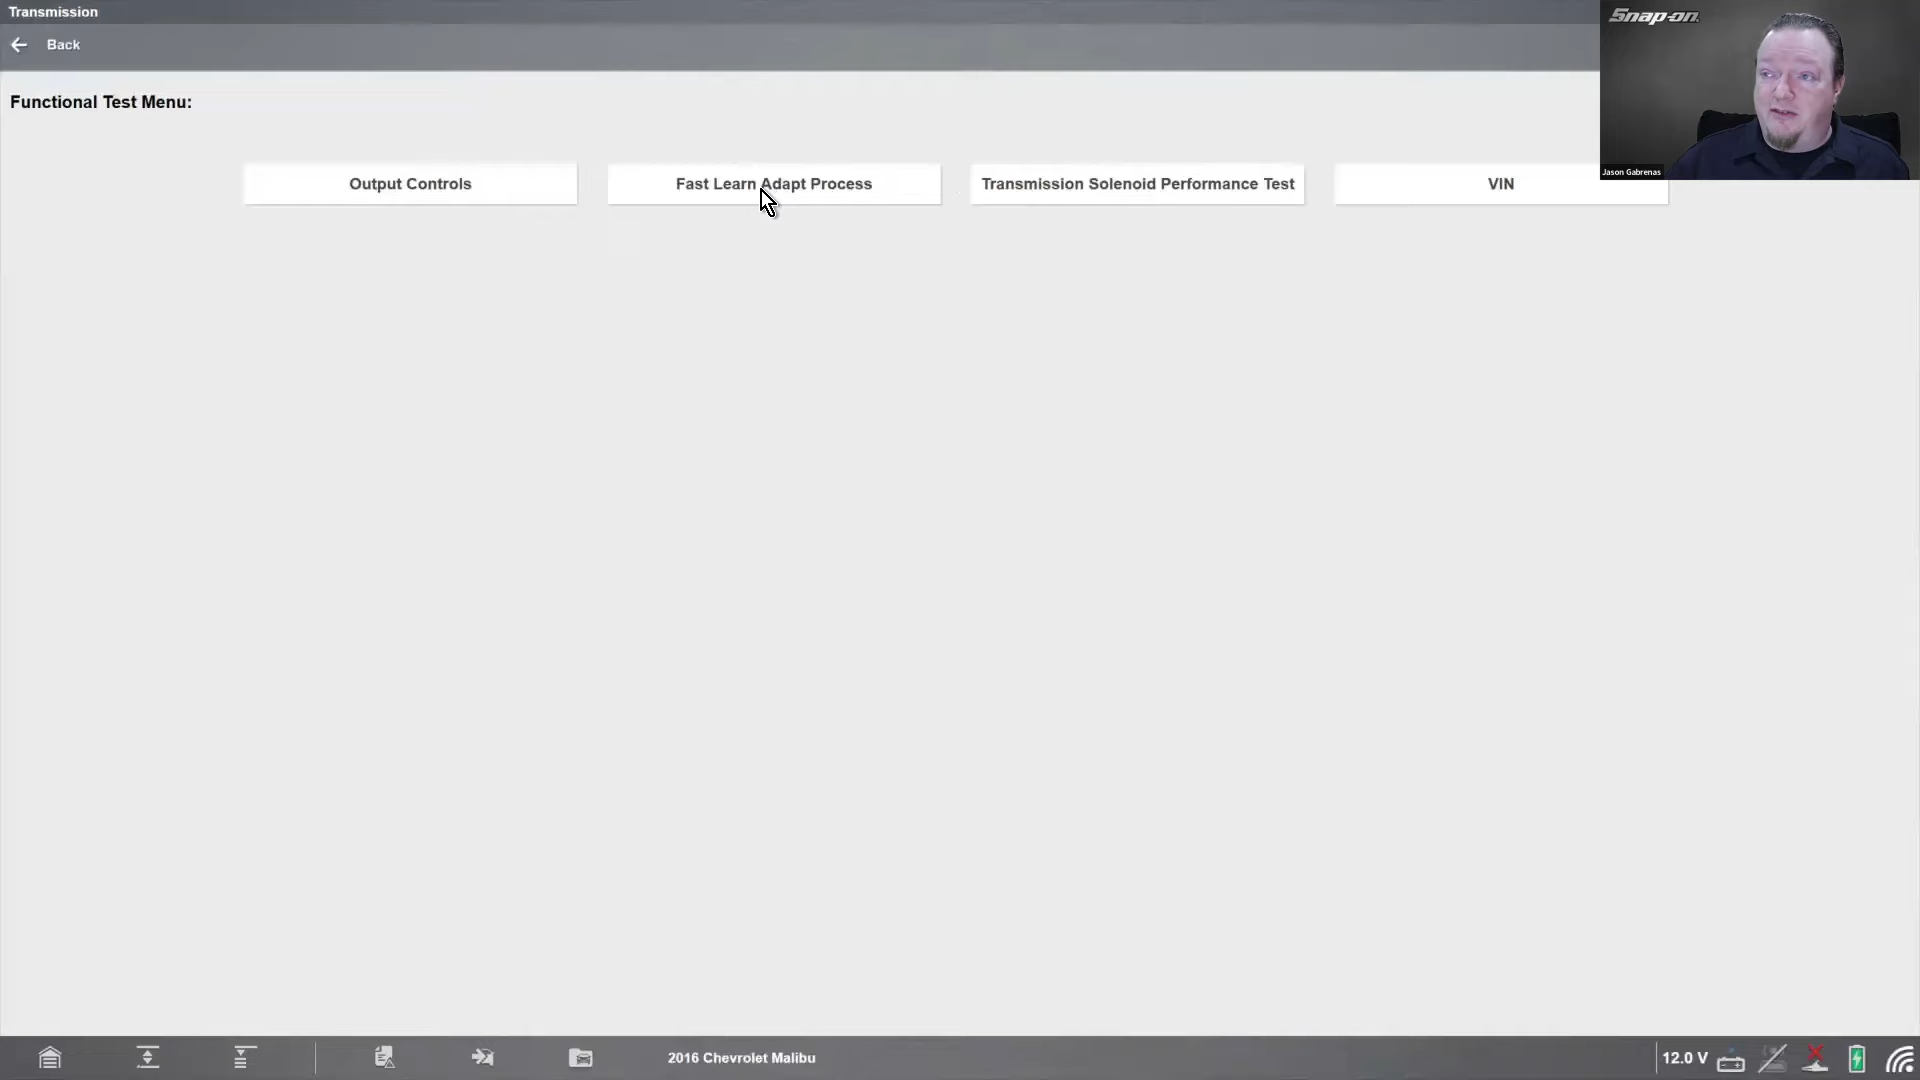 Transmission
Back
Functional Test Menu:
Output Controls
Fast Learn Adapt Process
Transmission Solenoid Performance Test
VIN
Snap-on
Jason Gabrenas
2016 Chevrolet Malibu
12.0 V